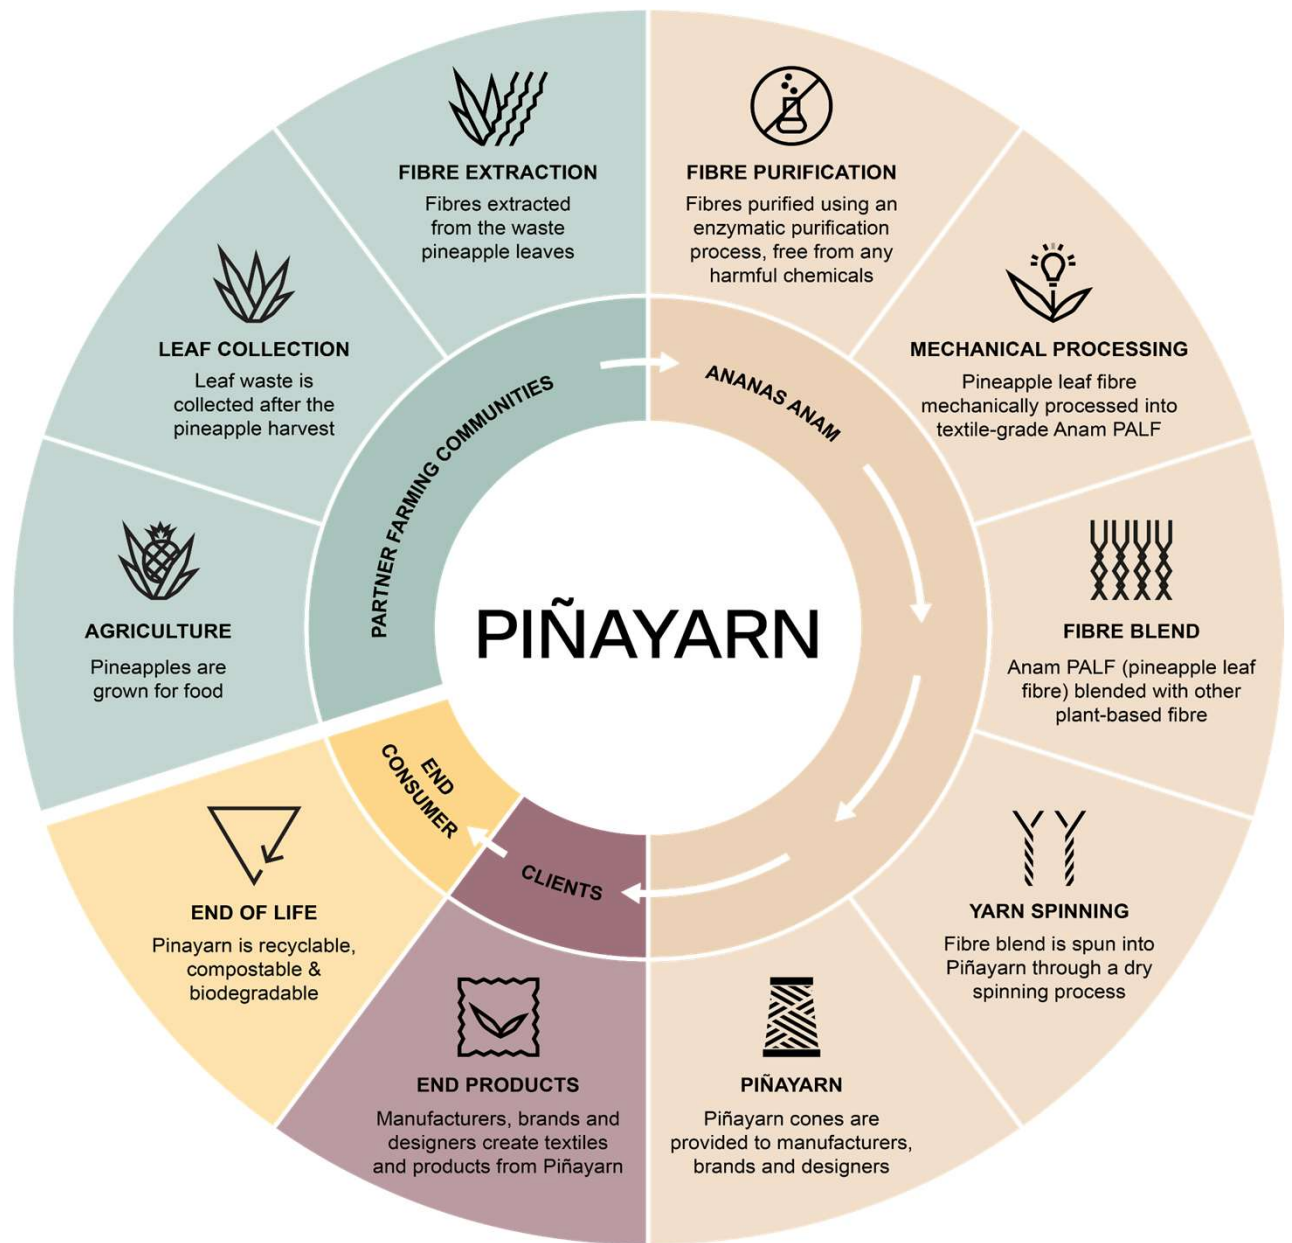 FIBRE EXTRACTION
Fibres extracted
from the waste
pineapple leaves
FIBRE PURIFICATION
Fibres purified using an
enzymatic purification
process, free from any
harmful chemicals
LEAF COLLECTION
Leaf waste is
collected after the
pineapple harvest
MECHANICAL PROCESSING
Pineapple leaf fibre
mechanically processed into
textile-grade Anam PALF
PARTNER FARMING COMMUNITIES
ANANAS ANAM
AGRICULTURE
Pineapples are
grown for food
PIÑAYARN
FIBRE BLEND
Anam PALF (pineapple leaf
fibre) blended with other
plant-based fibre
END
CONSUMER
CLIENTS
END OF LIFE
Pinayarn is recyclable,
compostable &
biodegradable
YARN SPINNING
Fibre blend is spun into
Piñayarn through a dry
spinning process
END PRODUCTS
Manufacturers, brands and
designers create textiles
and products from Piñayarn
PIÑAYARN
Piñayarn cones are
provided to manufacturers,
brands and designers